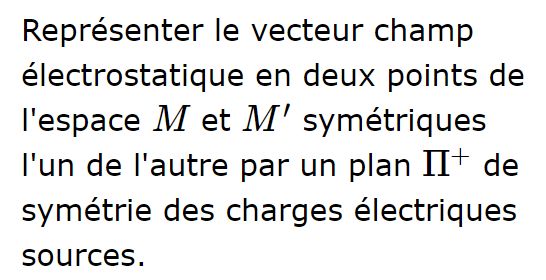 Représenter le vecteur champ
électrostatique en deux points de
l'espace M et M′ symétriques
l'un de l'autre par un plan Π⁺ de
symétrie des charges électriques
sources.